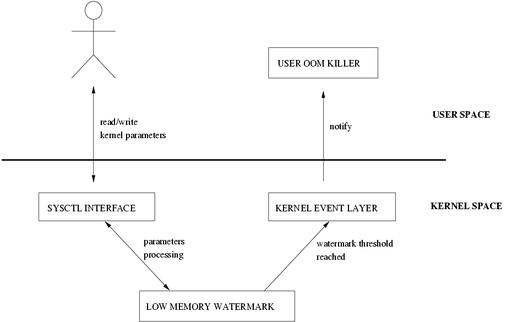 USER OOM KILLER
USER SPACE
read/write
kernel parameters
notify
SYSCTL INTERFACE
KERNEL EVENT LAYER
KERNEL SPACE
parameters
processing
watermark threshold
reached
LOW MEMORY WATERMARK